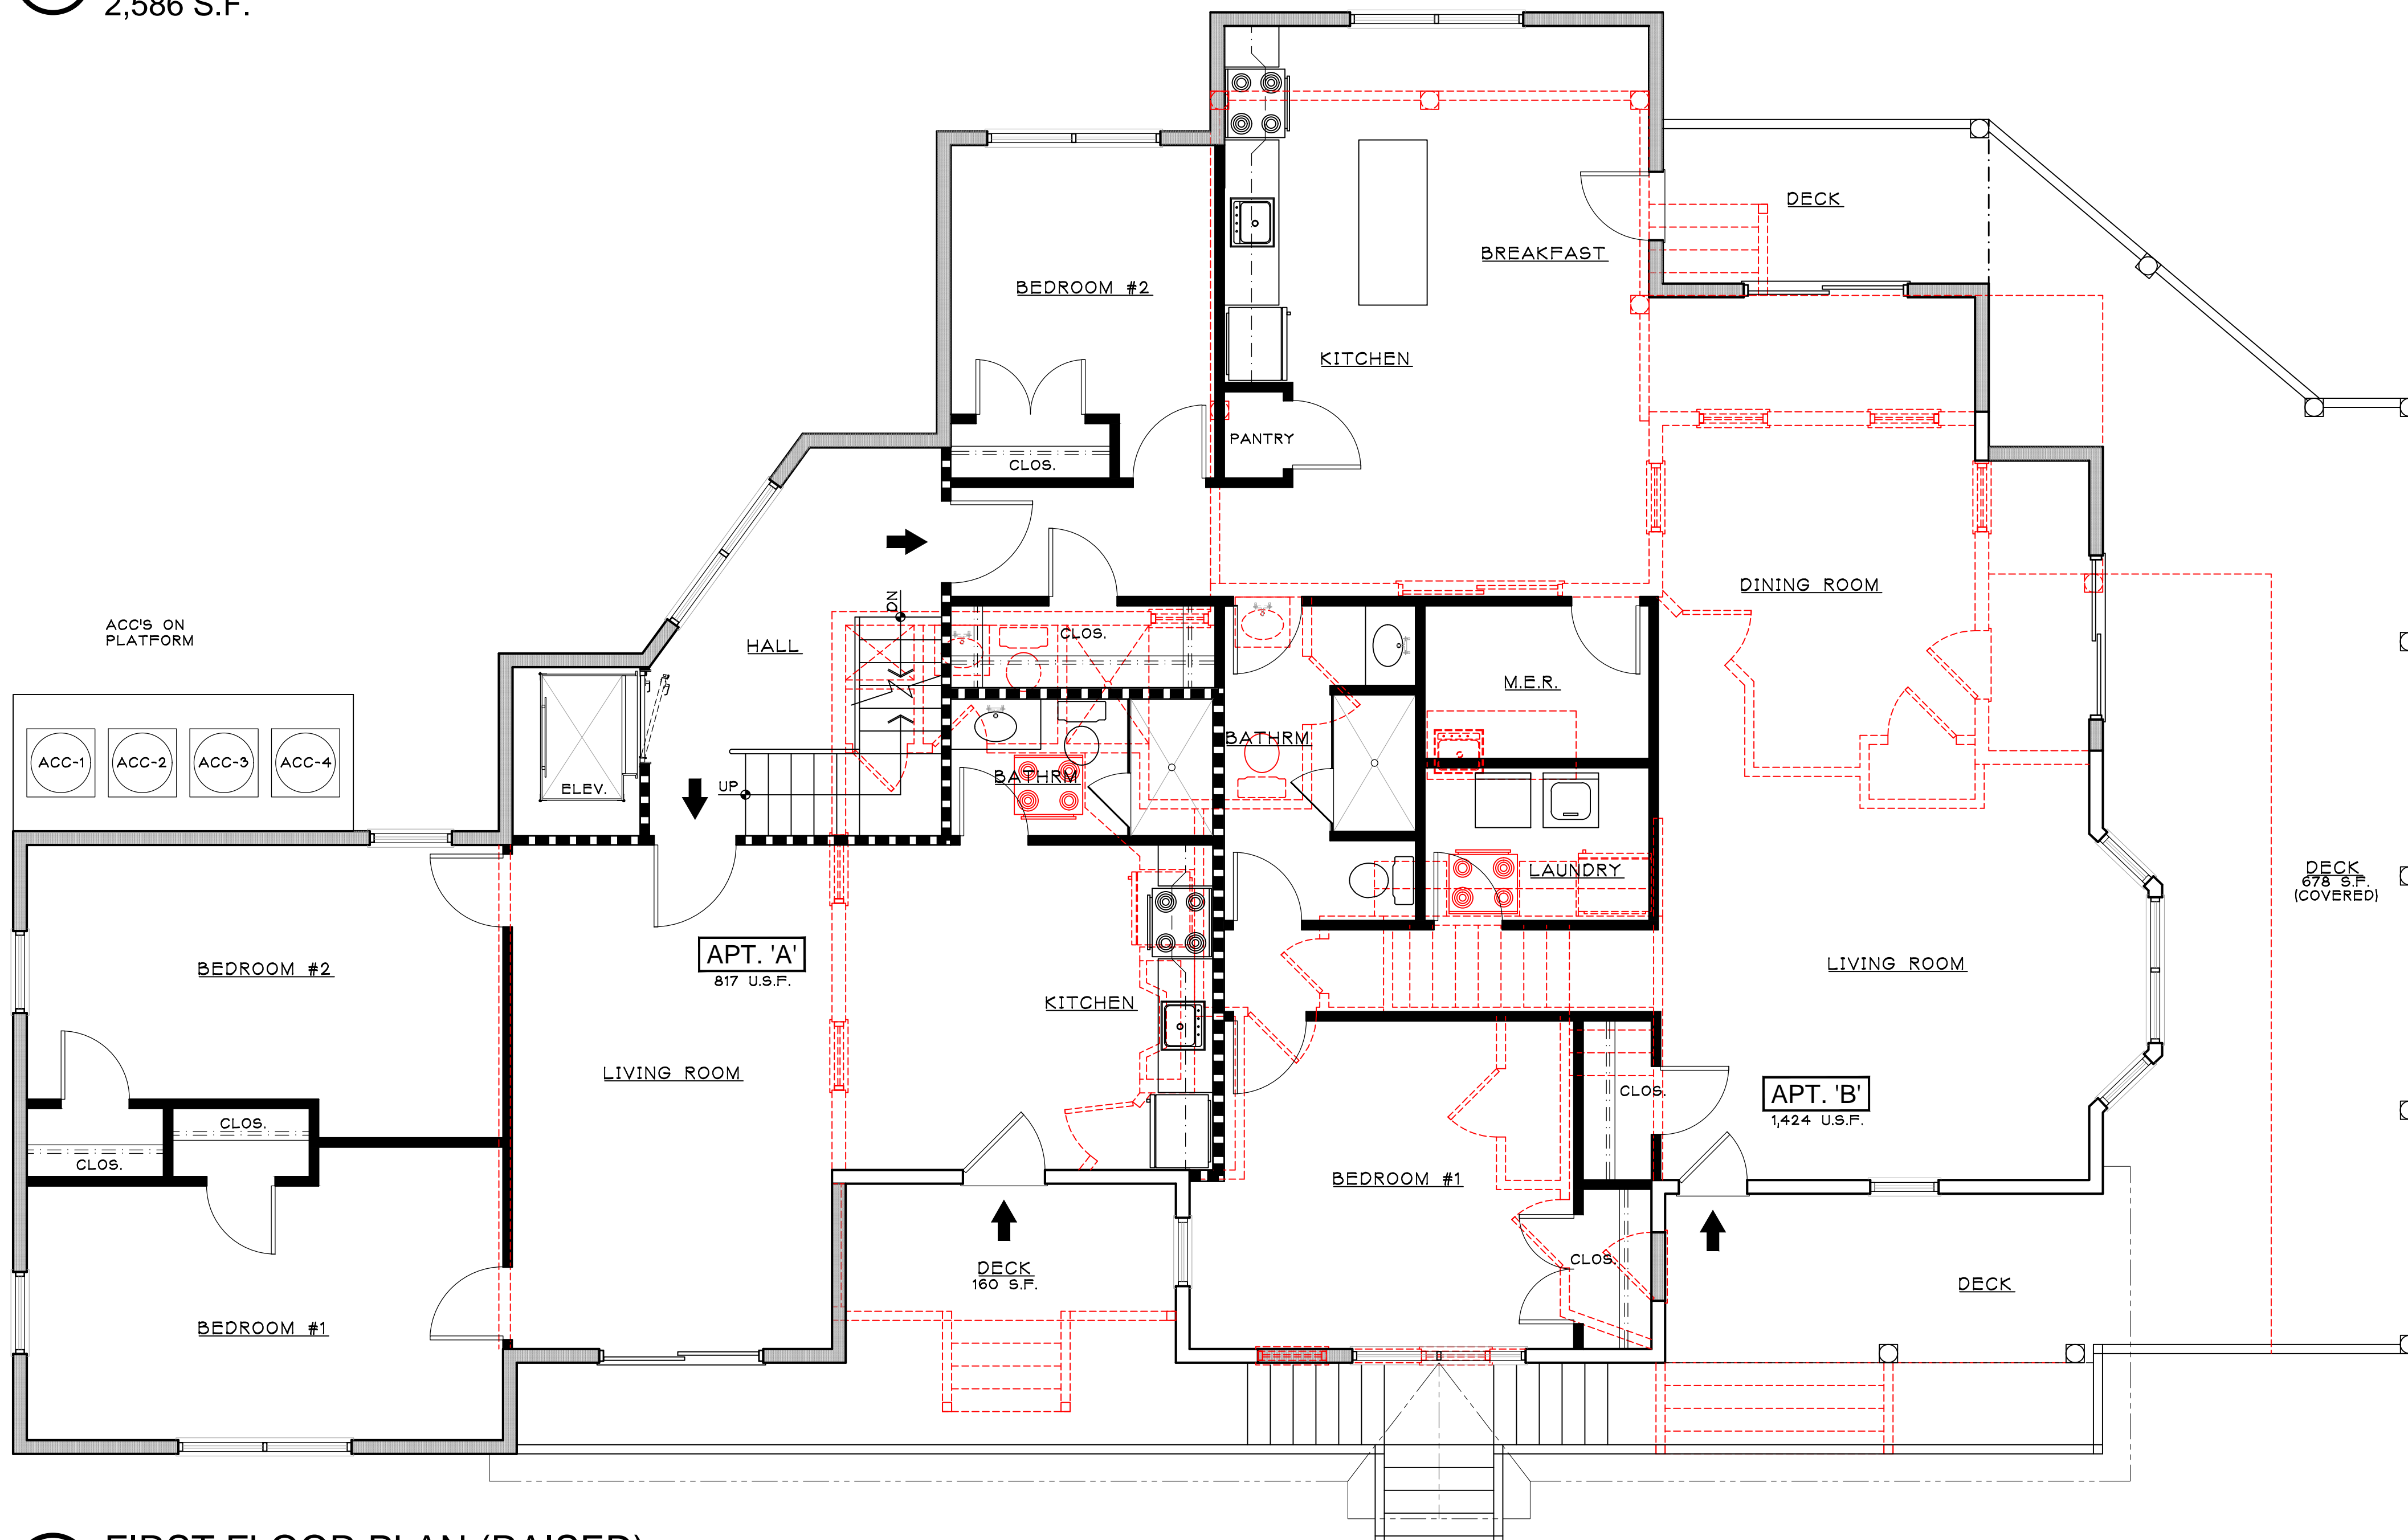 2,586 S.F.
DECK
BREAKFAST
BEDROOM #2
KITCHEN
PANTRY
CLOS.
DINING ROOM
DN
ACC'S ON
PLATFORM
HALL
CLOS.
M.E.R.
BATHRM
ACC-1
ACC-2
ACC-3
ACC-4
ELEV.
UP
BATHRM
LAUNDRY
DECK
678 S.F.
(COVERED)
APT. 'A'
817 U.S.F.
BEDROOM #2
LIVING ROOM
KITCHEN
LIVING ROOM
CLOS.
APT. 'B'
1,424 U.S.F.
CLOS.
CLOS.
BEDROOM #1
CLOS.
DECK
160 S.F.
DECK
BEDROOM #1
FIRST FLOOR PLAN (RAISED)